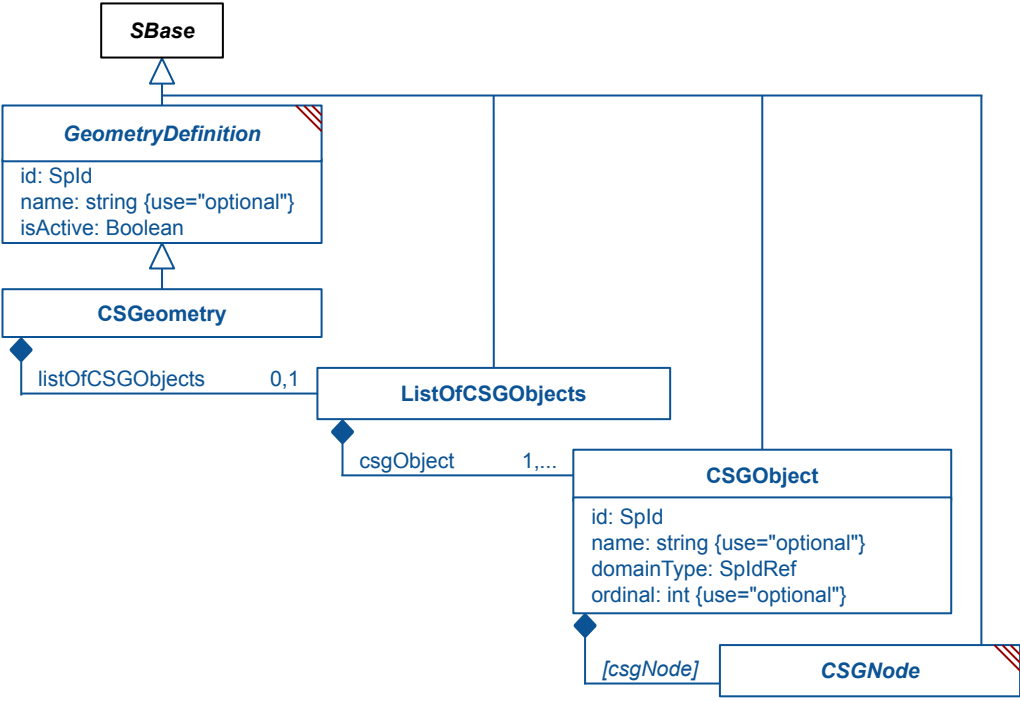 SBase
GeometryDefinition
id: SpId
name: string {use="optional"}
isActive: Boolean
CSGeometry
listOfCSGObjects 0,1
ListOfCSGObjects
csgObject 1,...
CSGObject
id: SpId
name: string {use="optional"}
domainType: SpIdRef
ordinal: int {use="optional"}
[csgNode]
CSGNode